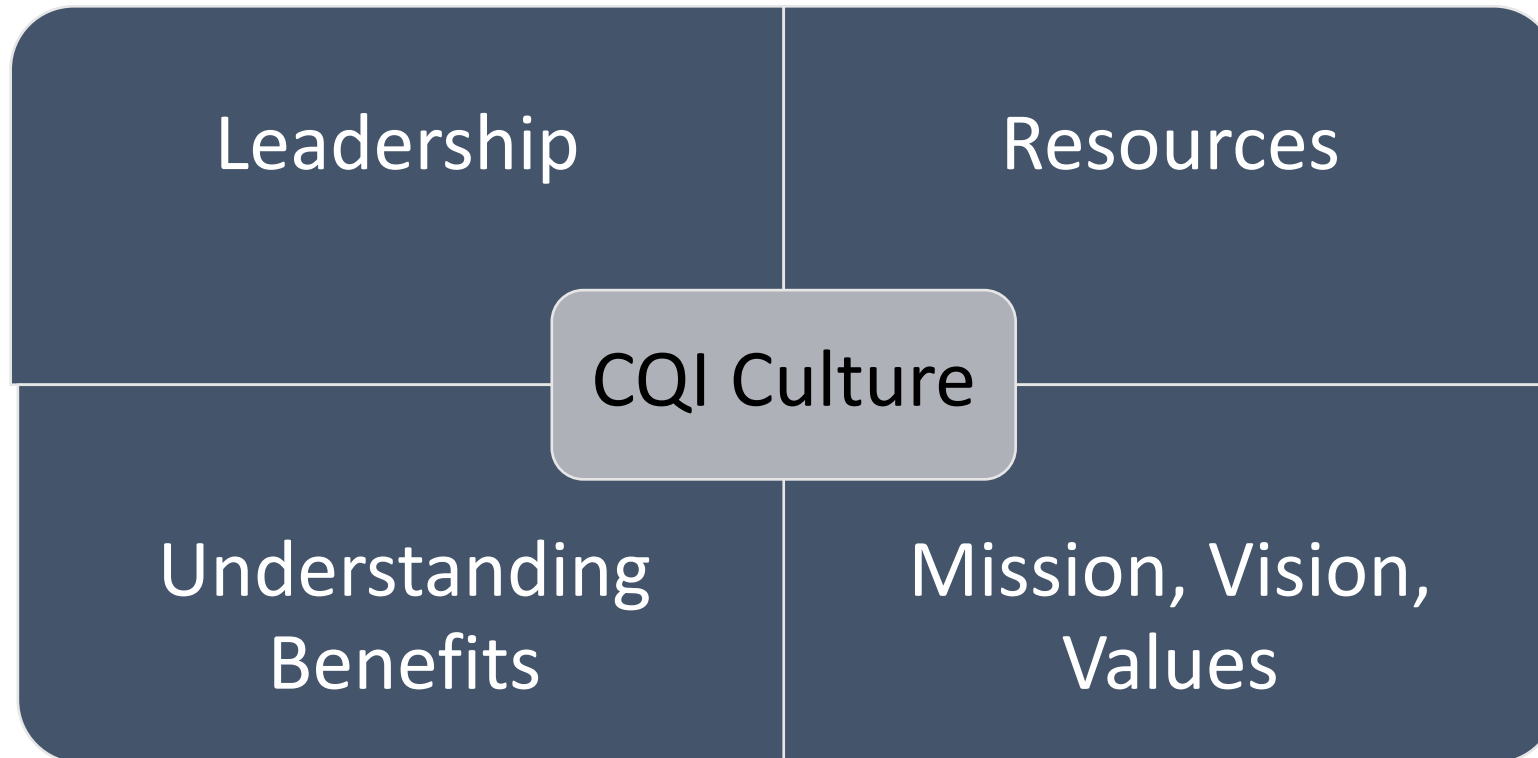 Leadership
Resources
CQI Culture
Understanding
Benefits
Mission, Vision,
Values